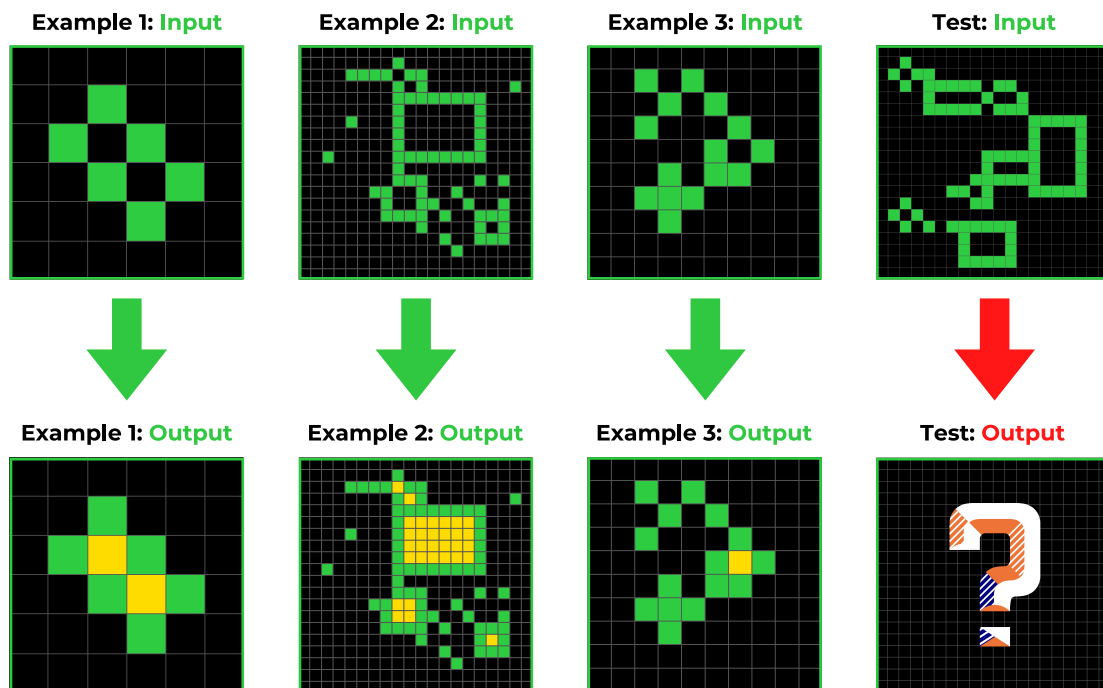 Example 1: Input
Example 2: Input
Example 3: Input
Test: Input
Example 1: Output
Example 2: Output
Example 3: Output
Test: Output
?